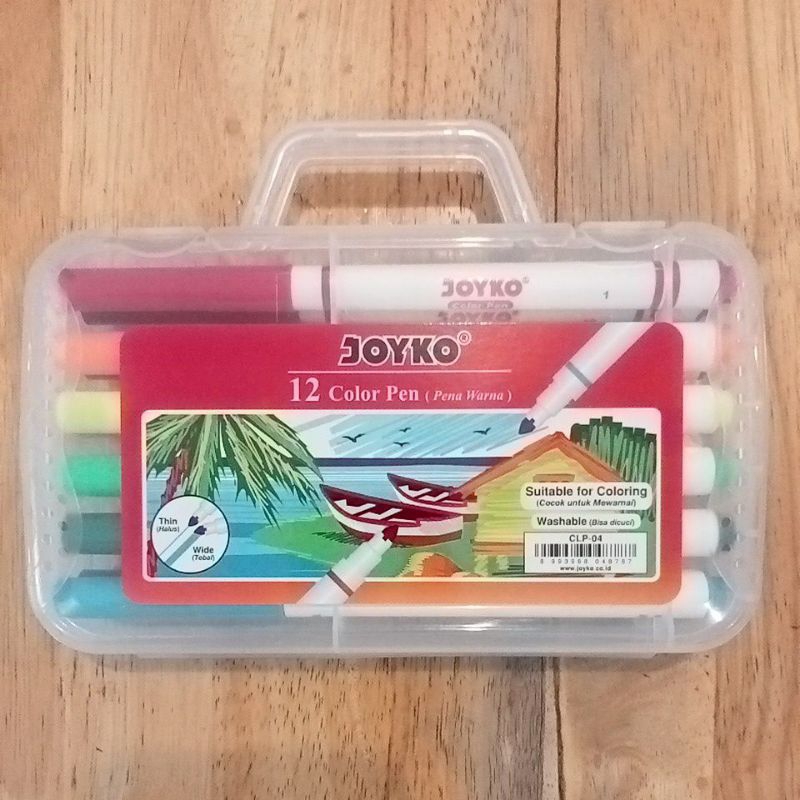 JOYKO
Color Pen
1
JOYKO
12 Color Pen ( Pena Warna )
Suitable for Coloring
(Cocok untuk Mewarnai)
Thin
(Halus)
Wide
(Tebal)
Washable (Bisa dicuci)
CLP-04
www.joyko.co.id